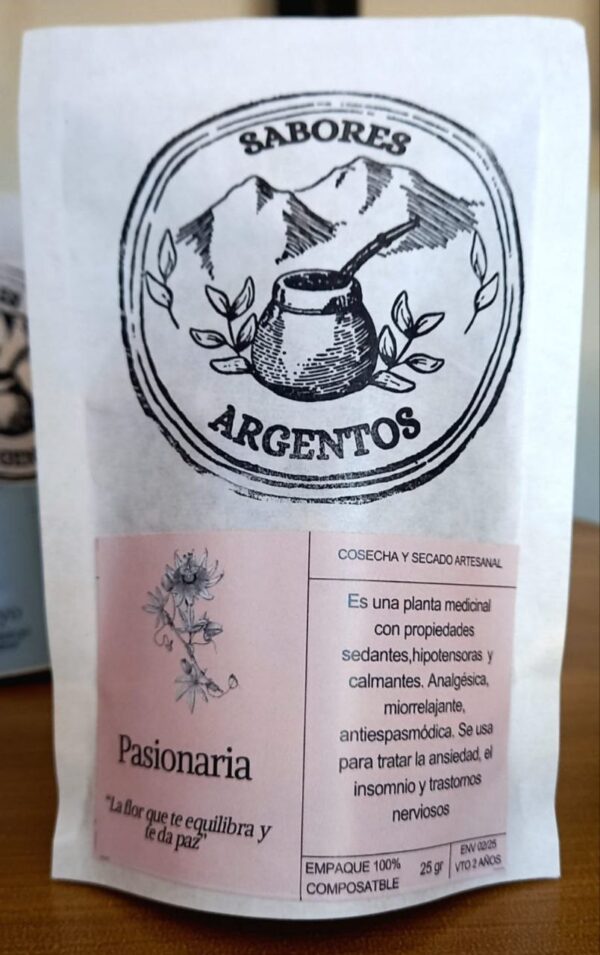 SABORES
ARGENTOS
COSECHA Y SECADO ARTESANAL
Es una planta medicinal
con propiedades
sedantes,hipotensoras y
calmantes. Analgésica,
miorrelajante,
antiespasmódica. Se usa
para tratar la ansiedad, el
insomnio y trastornos
nerviosos
Pasionaria
"La flor que te equilibra y
te da paz"
EMPAQUE 100%
COMPOSATBLE
25 gr
ENV 02/25
VTO 2 AÑOS